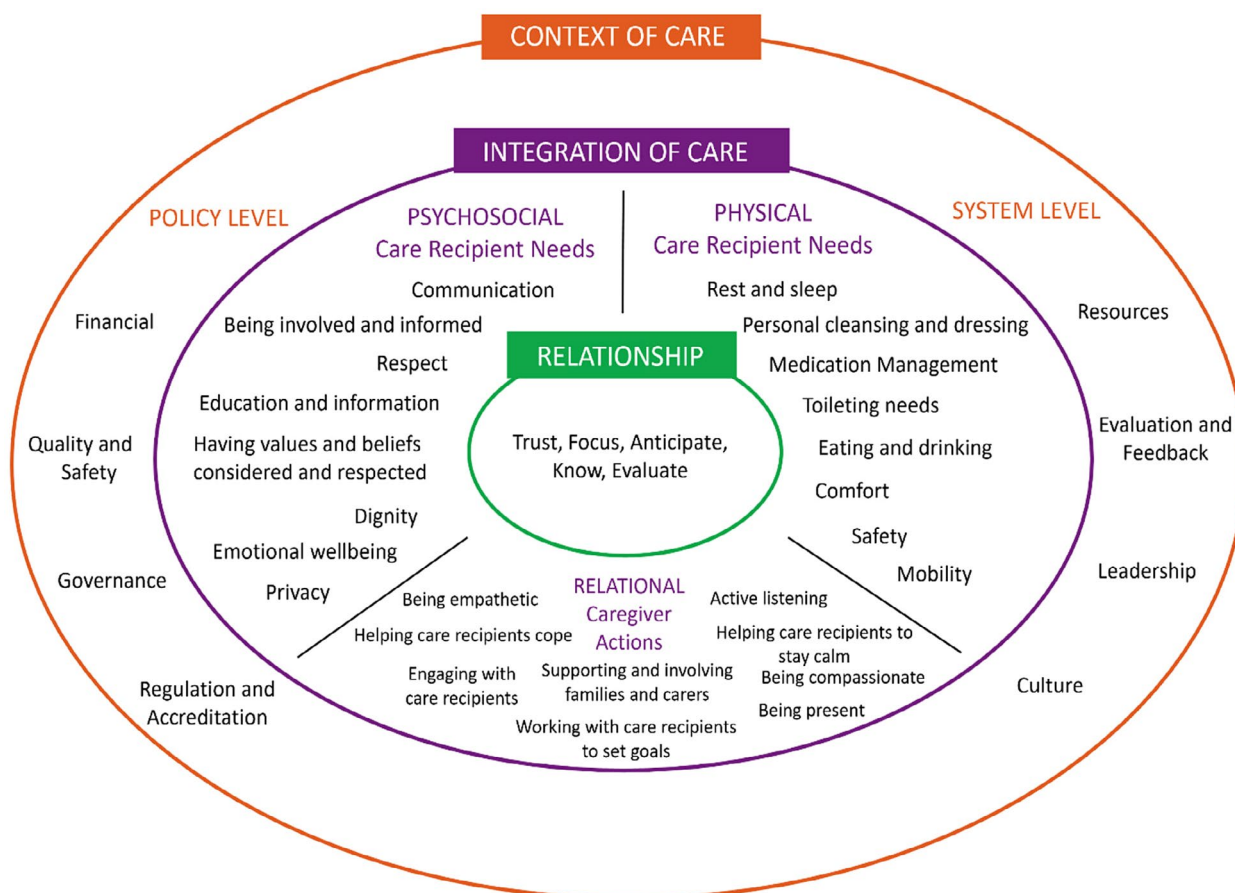 CONTEXT OF CARE
INTEGRATION OF CARE
POLICY LEVEL
Financial
Quality and
Safety
Governance
Regulation and
Accreditation
PSYCHOSOCIAL
Care Recipient Needs
Communication
Being involved and informed
Respect
Education and information
Having values and beliefs
considered and respected
Dignity
Emotional wellbeing
Privacy
PHYSICAL
Care Recipient Needs
Rest and sleep
Personal cleansing and dressing
Medication Management
Toileting needs
Eating and drinking
Comfort
Safety
Mobility
SYSTEM LEVEL
Resources
Evaluation and
Feedback
Leadership
Culture
RELATIONSHIP
Trust, Focus, Anticipate,
Know, Evaluate
RELATIONAL
Caregiver
Actions
Being empathetic
Helping care recipients cope
Engaging with
care recipients
Supporting and involving
families and carers
Working with care recipients
to set goals
Active listening
Helping care recipients to
stay calm
Being compassionate
Being present